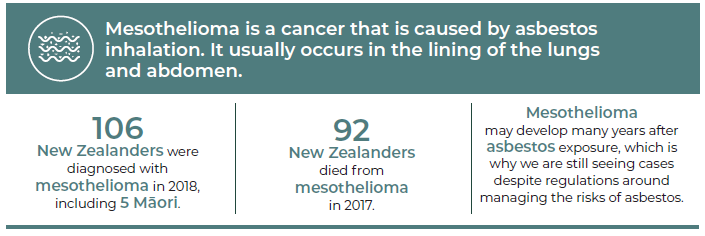 Mesothelioma is a cancer that is caused by asbestos
inhalation. It usually occurs in the lining of the lungs
and abdomen.
106
New Zealanders were
diagnosed with
mesothelioma in 2018,
including 5 Māori.
92
New Zealanders
died from
mesothelioma
in 2017.
Mesothelioma
may develop many years after
asbestos exposure, which is
why we are still seeing cases
despite regulations around
managing the risks of asbestos.